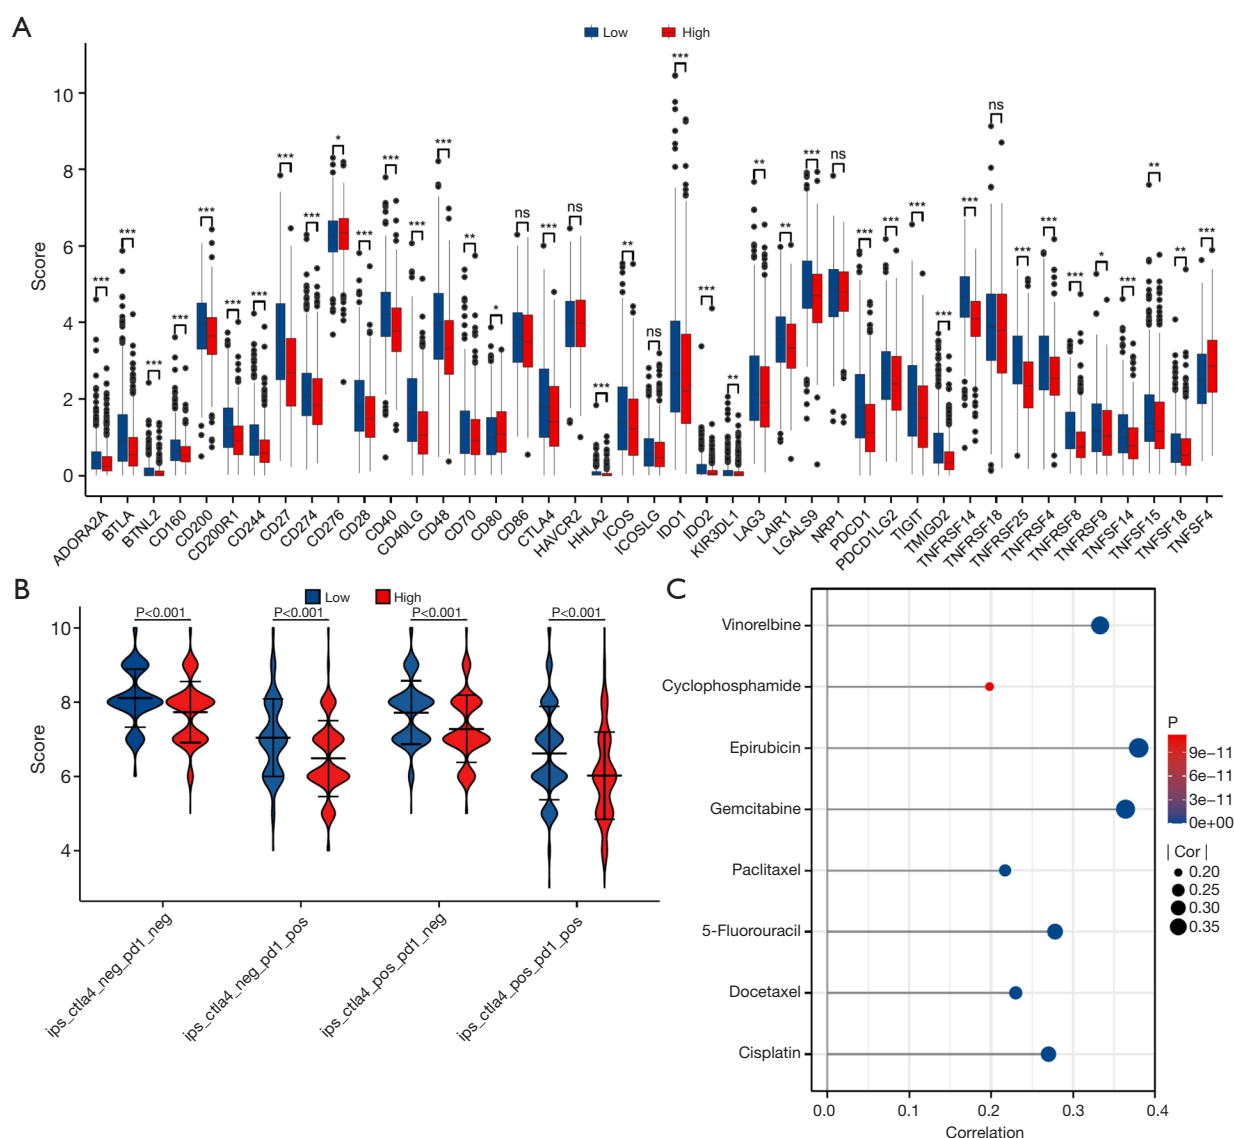 A
Low
High
Score
10
8
6
4
2
0
***
***
***
***
***
***
***
***
***
*
***
***
***
***
**
*
ns
***
ns
***
**
ns
***
***
**
**
**
***
ns
***
***
***
***
***
ns
***
***
***
*
***
**
**
***
ADORA2A
BTLA
BTNL2
CD160
CD200
CD200R1
CD244
CD27
CD274
CD276
CD28
CD40
CD40LG
CD48
CD70
CD80
CD86
CTLA4
HAVCR2
HHLA2
ICOS
ICOSLG
IDO1
IDO2
KIR3DL1
LAG3
LAIR1
LGALS9
NRP1
PDCD1
PDCD1LG2
TIGIT
TMIGD2
TNFRSF14
TNFRSF18
TNFRSF25
TNFRSF4
TNFRSF8
TNFRSF9
TNFSF14
TNFSF15
TNFSF18
TNFSF4
B
Low
High
P<0.001
P<0.001
P<0.001
P<0.001
Score
10
8
6
4
ips_ctla4_neg_pd1_neg
ips_ctla4_neg_pd1_pos
ips_ctla4_pos_pd1_neg
ips_ctla4_pos_pd1_pos
C
Vinorelbine
Cyclophosphamide
Epirubicin
Gemcitabine
Paclitaxel
5-Fluorouracil
Docetaxel
Cisplatin
0.0
0.1
0.2
0.3
0.4
Correlation
P
9e−11
6e−11
3e−11
0e+00
| Cor |
0.20
0.25
0.30
0.35